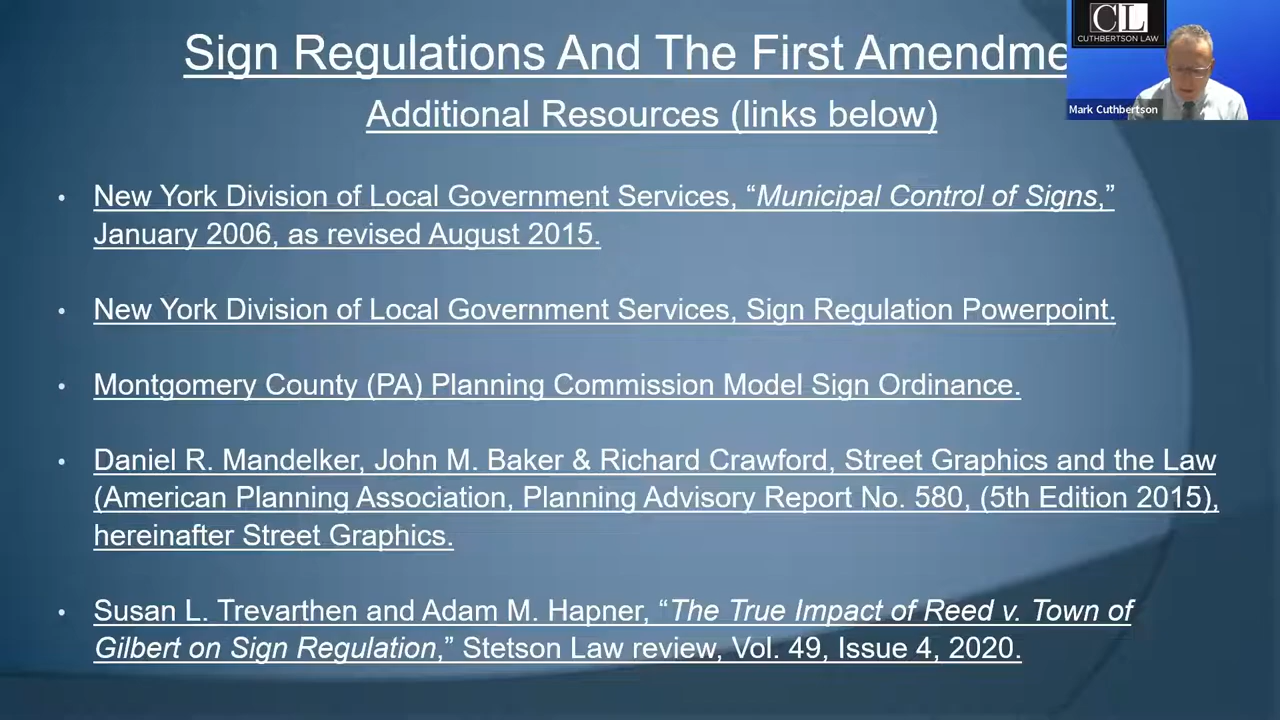 Sign Regulations And The First Amendme
CL
CUTHBERTSON LAW
Mark Cuthbertson
Additional Resources (links below)
• New York Division of Local Government Services, “Municipal Control of Signs,”
January 2006, as revised August 2015.
• New York Division of Local Government Services, Sign Regulation Powerpoint.
• Montgomery County (PA) Planning Commission Model Sign Ordinance.
• Daniel R. Mandelker, John M. Baker & Richard Crawford, Street Graphics and the Law
(American Planning Association, Planning Advisory Report No. 580, (5th Edition 2015),
hereinafter Street Graphics.
• Susan L. Trevarthen and Adam M. Hapner, “The True Impact of Reed v. Town of
Gilbert on Sign Regulation,” Stetson Law review, Vol. 49, Issue 4, 2020.